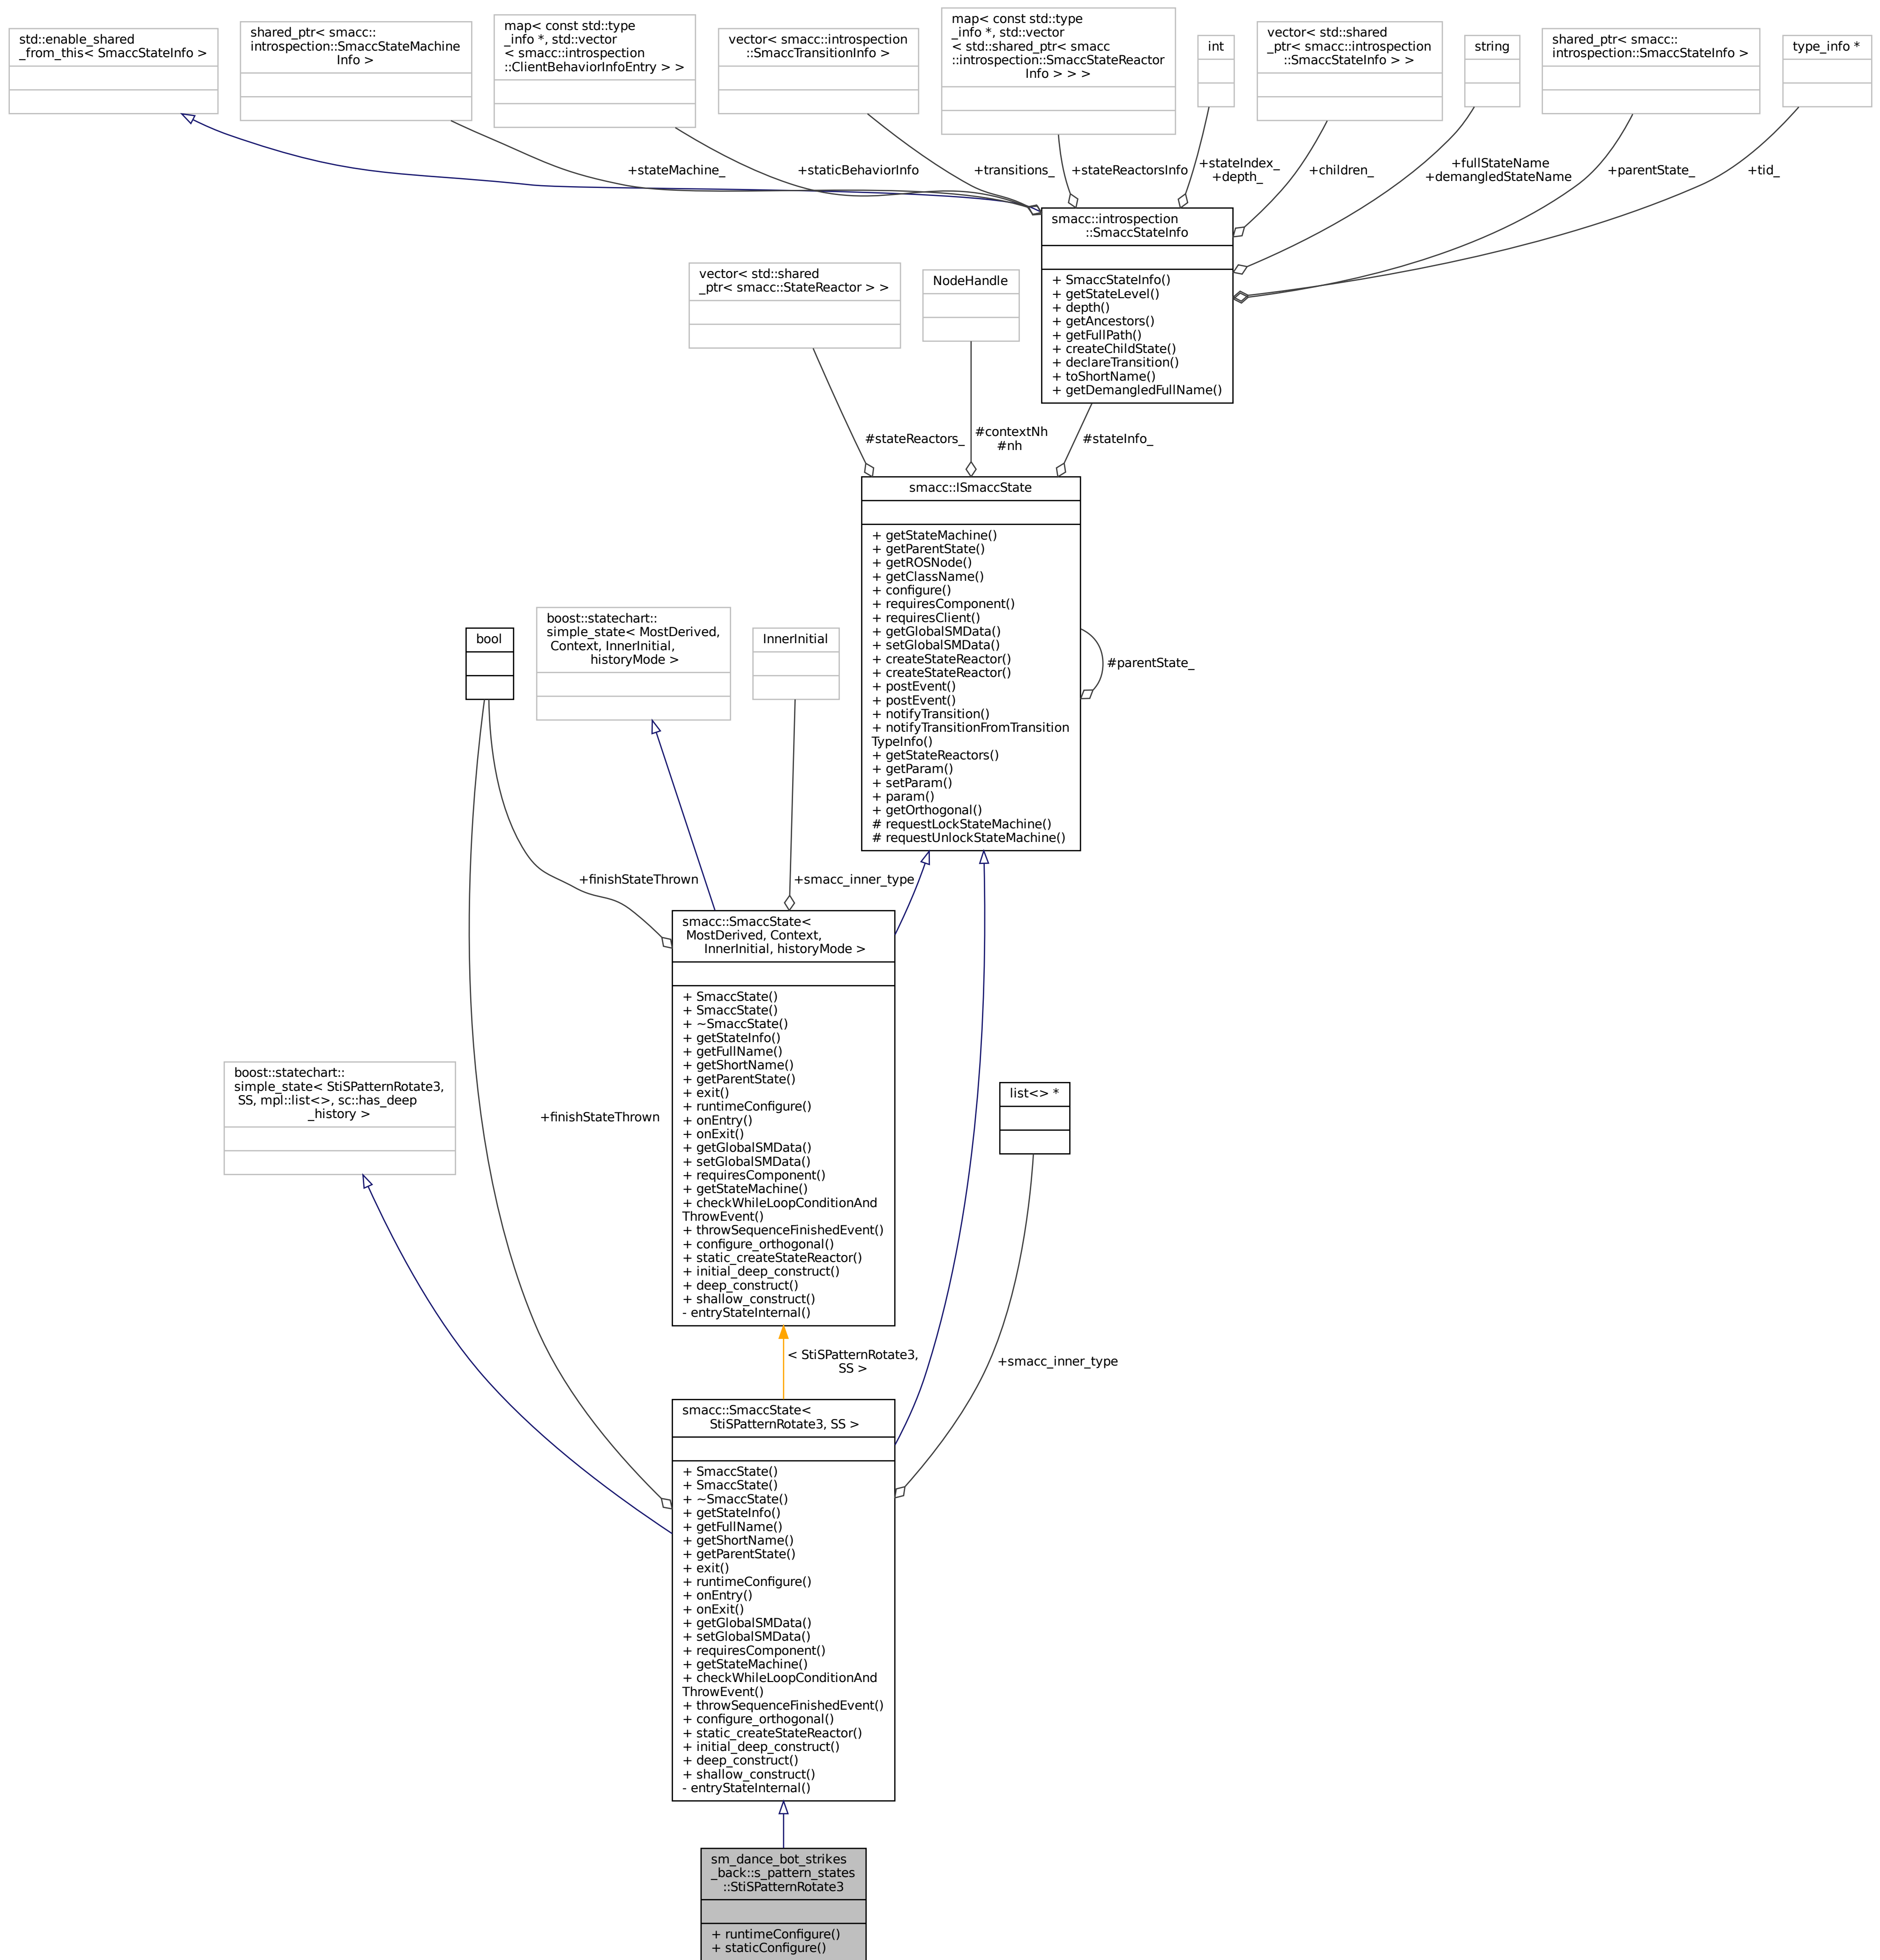 std::enable_shared
_from_this< SmaccStateInfo >
shared_ptr< smacc::
introspection::SmaccStateMachine
Info >
map< const std::type
_info *, std::vector
< smacc::introspection
::ClientBehaviorInfoEntry > >
vector< smacc::introspection
::SmaccTransitionInfo >
map< const std::type
_info *, std::vector
< std::shared_ptr< smacc
::introspection::SmaccStateReactor
Info > > >
int
vector< std::shared
_ptr< smacc::introspection
::SmaccStateInfo > >
string
shared_ptr< smacc::
introspection::SmaccStateInfo >
type_info *
+stateMachine_
+staticBehaviorInfo
+transitions_
+stateReactorsInfo
+stateIndex_
+depth_
+children_
+fullStateName
+demangledStateName
+parentState_
+tid_
smacc::introspection
::SmaccStateInfo
+ SmaccStateInfo()
+ getStateLevel()
+ depth()
+ getAncestors()
+ getFullPath()
+ createChildState()
+ declareTransition()
+ toShortName()
+ getDemangledFullName()
vector< std::shared
_ptr< smacc::StateReactor > >
NodeHandle
#stateReactors_
#contextNh
#nh
#stateInfo_
smacc::ISmaccState
+ getStateMachine()
+ getParentState()
+ getROSNode()
+ getClassName()
+ configure()
+ requiresComponent()
+ requiresClient()
+ getGlobalSMData()
+ setGlobalSMData()
+ createStateReactor()
+ createStateReactor()
+ postEvent()
+ postEvent()
+ notifyTransition()
+ notifyTransitionFromTransition
TypeInfo()
+ getStateReactors()
+ getParam()
+ setParam()
+ param()
+ getOrthogonal()
# requestLockStateMachine()
# requestUnlockStateMachine()
#parentState_
bool
boost::statechart::
simple_state< MostDerived,
Context, InnerInitial,
historyMode >
InnerInitial
+finishStateThrown
+smacc_inner_type
smacc::SmaccState<
MostDerived, Context,
InnerInitial, historyMode >
+ SmaccState()
+ SmaccState()
+ ~SmaccState()
+ getStateInfo()
+ getFullName()
+ getShortName()
+ getParentState()
+ exit()
+ runtimeConfigure()
+ onEntry()
+ onExit()
+ getGlobalSMData()
+ setGlobalSMData()
+ requiresComponent()
+ getStateMachine()
+ checkWhileLoopConditionAnd
ThrowEvent()
+ throwSequenceFinishedEvent()
+ configure_orthogonal()
+ static_createStateReactor()
+ initial_deep_construct()
+ deep_construct()
+ shallow_construct()
- entryStateInternal()
boost::statechart::
simple_state< StiSPatternRotate3,
SS, mpl::list<>, sc::has_deep
_history >
+finishStateThrown
list<> *
< StiSPatternRotate3,
SS >
+smacc_inner_type
smacc::SmaccState<
StiSPatternRotate3, SS >
+ SmaccState()
+ SmaccState()
+ ~SmaccState()
+ getStateInfo()
+ getFullName()
+ getShortName()
+ getParentState()
+ exit()
+ runtimeConfigure()
+ onEntry()
+ onExit()
+ getGlobalSMData()
+ setGlobalSMData()
+ requiresComponent()
+ getStateMachine()
+ checkWhileLoopConditionAnd
ThrowEvent()
+ throwSequenceFinishedEvent()
+ configure_orthogonal()
+ static_createStateReactor()
+ initial_deep_construct()
+ deep_construct()
+ shallow_construct()
- entryStateInternal()
sm_dance_bot_strikes
_back::s_pattern_states
::StiSPatternRotate3
+ runtimeConfigure()
+ staticConfigure()